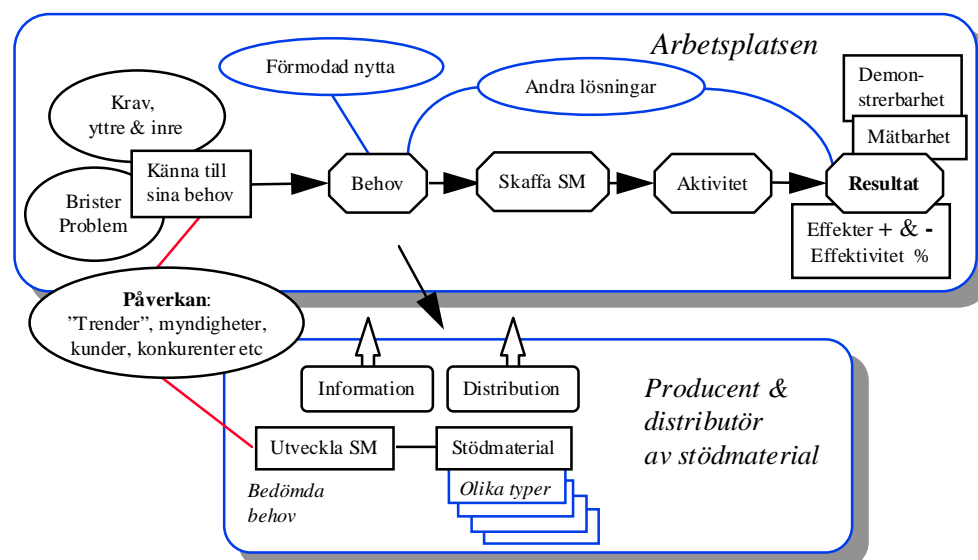 Arbetsplatsen
Förmodad nytta
Andra lösningar
Demon-
strerbarhet
Mätbarhet
Krav,
yttre & inre
Känna till
sina behov
Brister
Problem
Behov
Skaffa SM
Aktivitet
Resultat
Effekter + & -
Effektivitet %
Påverkan:
”Trender”, myndigheter,
kunder, konkurenter etc
Information
Distribution
Producent &
distributör
av stödmaterial
Utveckla SM
Stödmaterial
Bedömda
behov
Olika typer